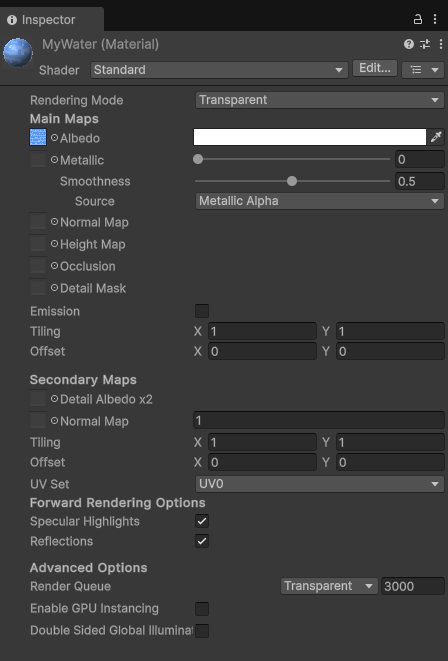 Inspector
MyWater (Material)
Shader Standard Edit...
Rendering Mode Transparent
Main Maps
Albedo
Metallic 0
Smoothness 0.5
Source Metallic Alpha
Normal Map
Height Map
Occlusion
Detail Mask
Emission
Tiling X 1 Y 1
Offset X 0 Y 0
Secondary Maps
Detail Albedo x2
Normal Map 1
Tiling X 1 Y 1
Offset X 0 Y 0
UV Set UV0
Forward Rendering Options
Specular Highlights
Reflections
Advanced Options
Render Queue Transparent 3000
Enable GPU Instancing
Double Sided Global Illuminat